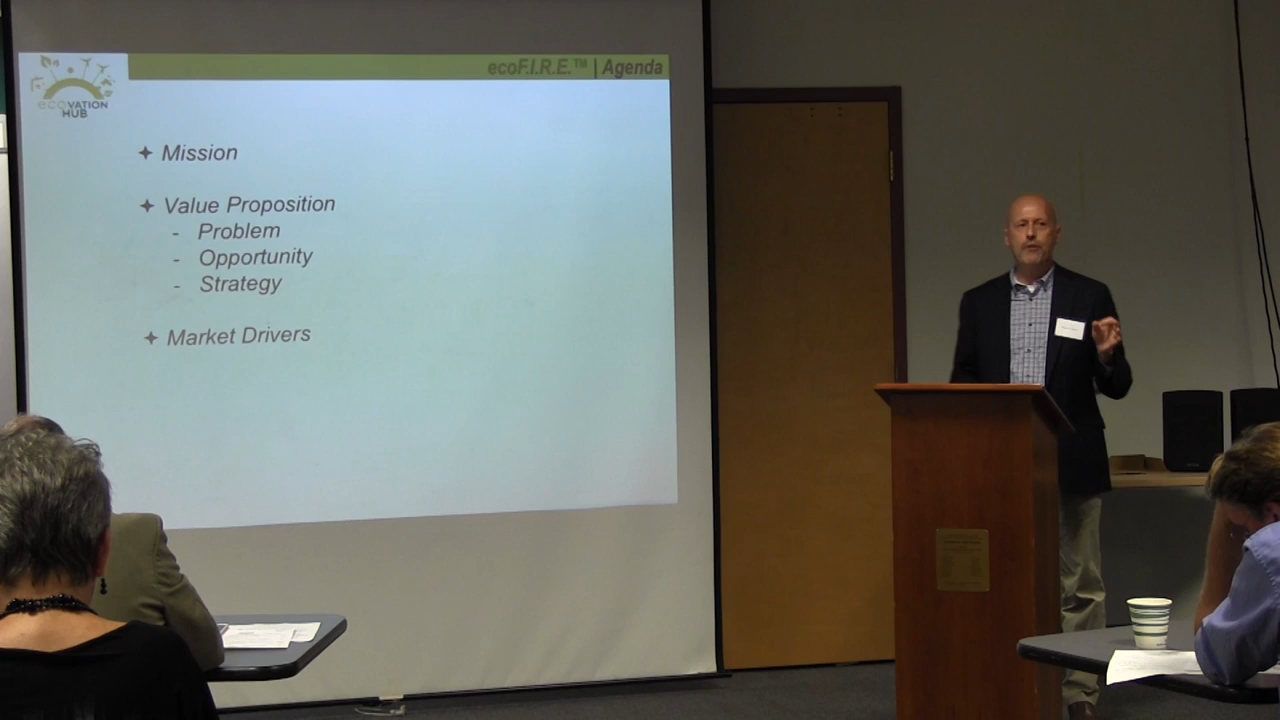 ecoVATION
HUB
ecoF.I.R.E.™ | Agenda
✦ Mission
✦ Value Proposition
- Problem
- Opportunity
- Strategy
✦ Market Drivers